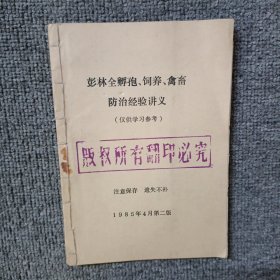 彭林全孵孢、饲养、禽畜
防治经验讲义
(仅供学习参考)
版权所有翻印必究
注意保存 遗失不补
1985年4月第二版